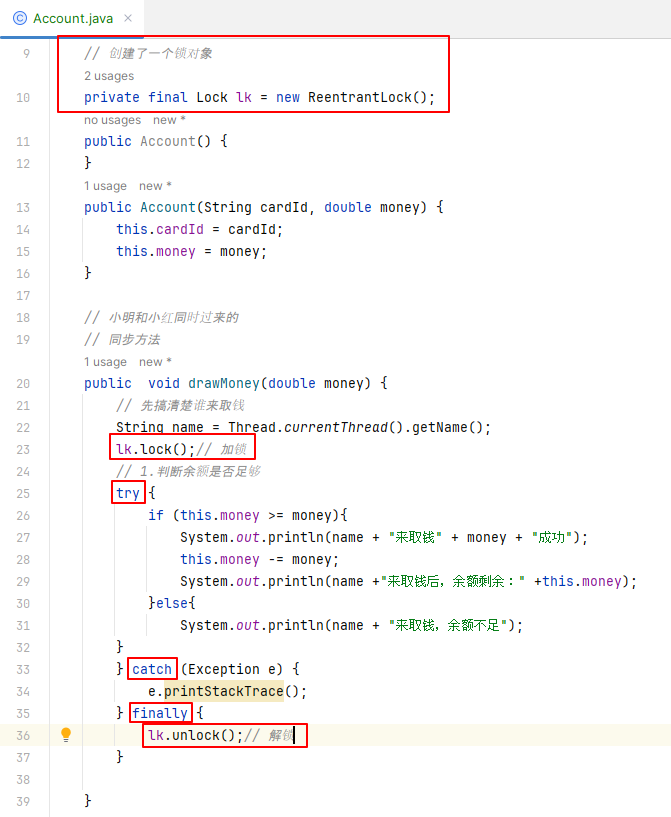 Account.java
9 // 创建了一个锁对象
2 usages
10 private final Lock lk = new ReentrantLock();
no usages new *
11 public Account() {
12 }
1 usage new *
13 public Account(String cardId, double money) {
14 this.cardId = cardId;
15 this.money = money;
16 }
17
18 // 小明和小红同时过来的
19 // 同步方法
1 usage new *
20 public void drawMoney(double money) {
21 // 先搞清楚谁来取钱
22 String name = Thread.currentThread().getName();
23 lk.lock();// 加锁
24 // 1.判断余额是否足够
25 try {
26 if (this.money >= money){
27 System.out.println(name + "来取钱" + money + "成功");
28 this.money -= money;
29 System.out.println(name +"来取钱后，余额剩余：" +this.money);
30 }else{
31 System.out.println(name + "来取钱，余额不足");
32 }
33 } catch (Exception e) {
34 e.printStackTrace();
35 } finally {
36 lk.unlock();// 解锁
37 }
38
39 }